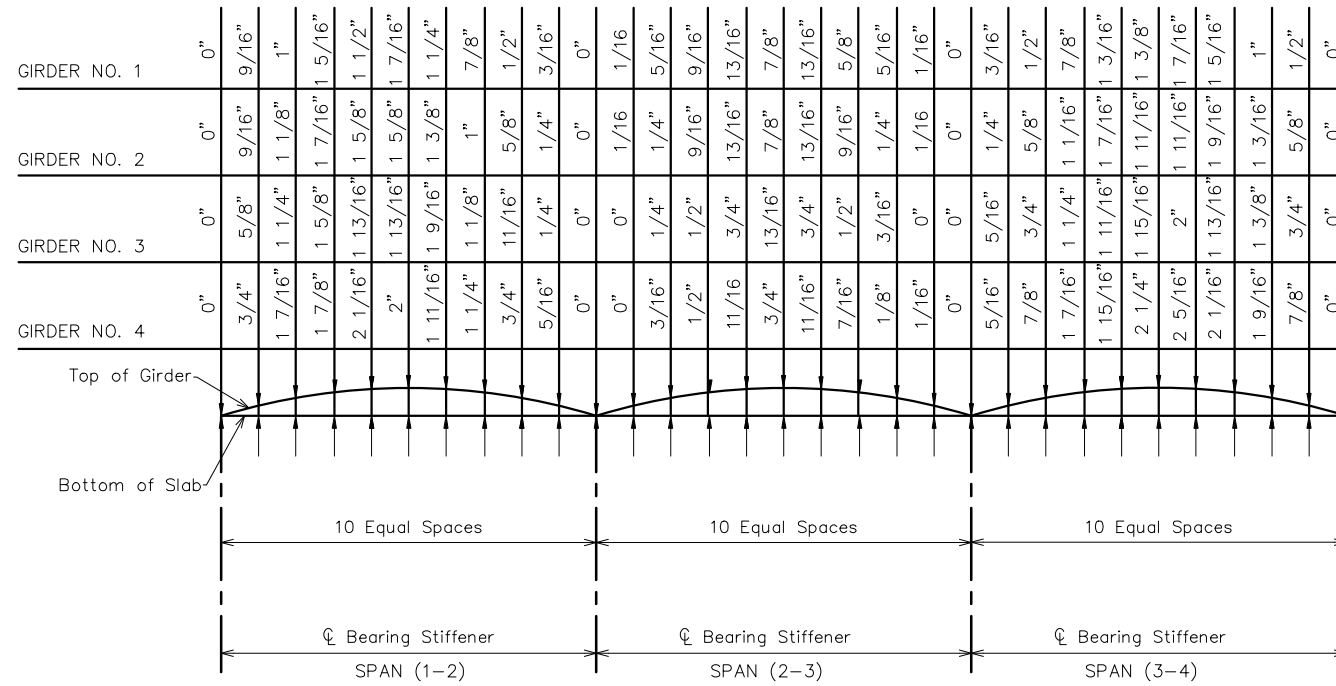 GIRDER NO. 1 0" 9/16" 1" 1 5/16" 1 1/2" 1 7/16" 1 1/4" 7/8" 1/2" 3/16" 0" 1/16 5/16" 9/16" 13/16" 7/8" 13/16" 5/8" 5/16" 1/16" 0" 3/16" 1/2" 7/8" 1 3/16" 1 3/8" 1 7/16" 1 5/16" 1" 1/2" 0"
GIRDER NO. 2 0" 9/16" 1 1/8" 1 7/16" 1 5/8" 1 5/8" 1 3/8" 1" 5/8" 1/4" 0" 1/16 1/4" 9/16" 13/16" 7/8" 13/16" 9/16" 1/4" 1/16 0" 1/4" 5/8" 1 1/16" 1 7/16" 1 11/16" 1 11/16" 1 9/16" 1 3/16" 5/8" 0"
GIRDER NO. 3 0" 5/8" 1 1/4" 1 5/8" 1 13/16" 1 13/16" 1 9/16" 1 1/8" 11/16" 1/4" 0" 0" 1/4" 1/2" 3/4" 13/16" 3/4" 1/2" 3/16" 0" 0" 5/16" 3/4" 1 1/4" 1 11/16" 1 15/16" 2" 1 13/16" 1 3/8" 3/4" 0"
GIRDER NO. 4 0" 3/4" 1 7/16" 1 7/8" 2 1/16" 2" 1 11/16" 1 1/4" 3/4" 5/16" 0" 0" 3/16" 1/2" 11/16 3/4" 11/16" 7/16" 1/8" 1/16" 0" 5/16" 7/8" 1 7/16" 1 15/16" 2 1/4" 2 5/16" 2 1/16" 1 9/16" 7/8" 0"
Top of Girder
Bottom of Slab
10 Equal Spaces 10 Equal Spaces 10 Equal Spaces
℄ Bearing Stiffener ℄ Bearing Stiffener ℄ Bearing Stiffener
SPAN (1-2) SPAN (2-3) SPAN (3-4)